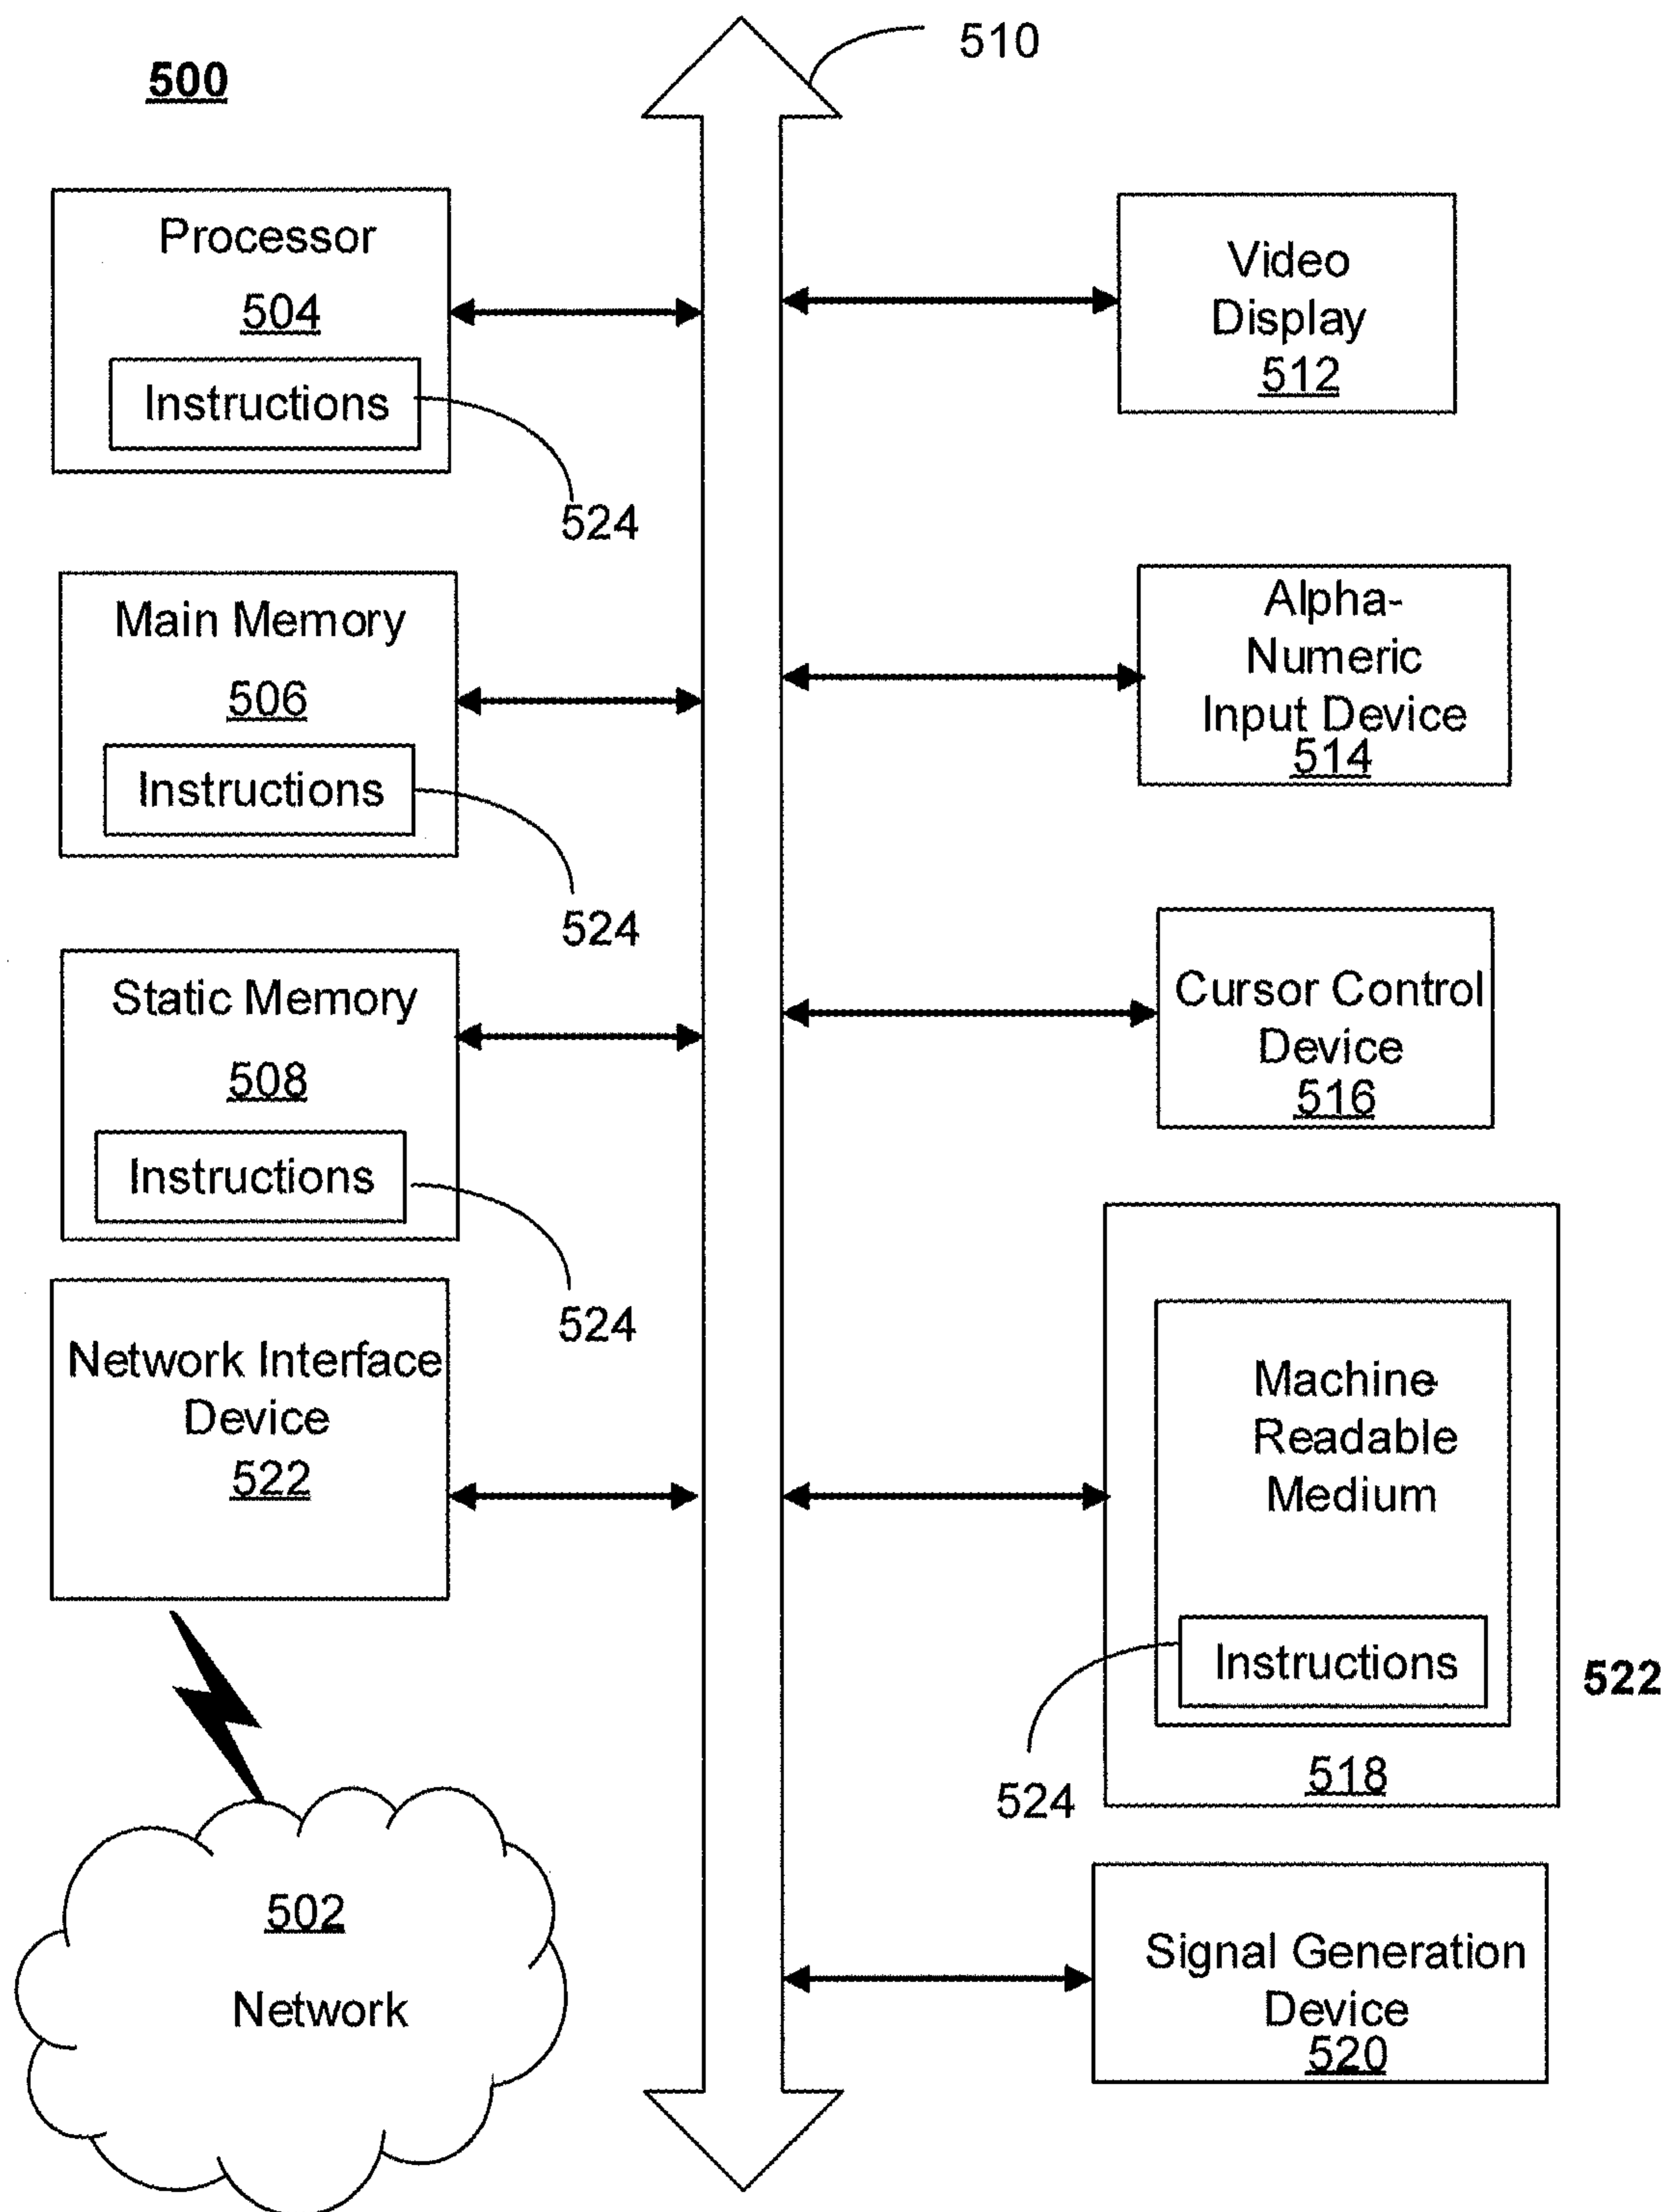 500
510
Processor
504
Instructions
524
Main Memory
506
Instructions
524
Static Memory
508
Instructions
524
Network Interface
Device
522
502
Network
Video
Display
512
Alpha-
Numeric
Input Device
514
Cursor Control
Device
516
Machine
Readable
Medium
Instructions
522
524
518
Signal Generation
Device
520